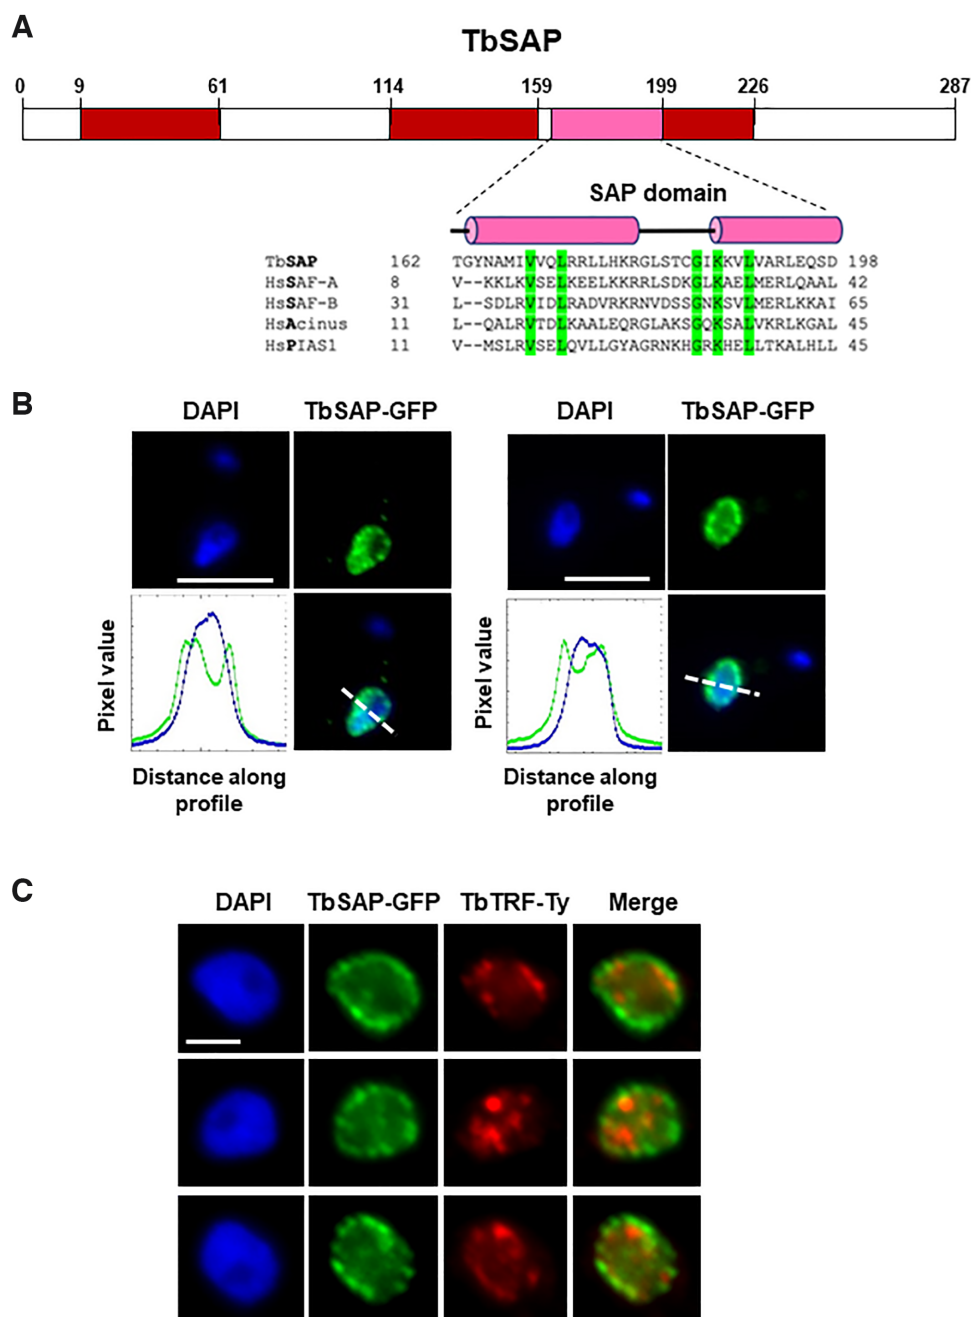 A
TbSAP
0 9 61 114 159 199 226 287
SAP domain
TbSAP 162 TGYNAMIVVQLRRLLHKRGLSTCGIKKVLVARLEQSD 198
HsSAF-A 8 V--KKLKVSELKEELKKRRLSDKGLKAELMERLQAAL 42
HsSAF-B 31 L--SDLRVIDLRADVRKRNVDSSGNKSVLMERLKKAI 65
HsAcinus 11 L--QALRVTDLKAALEQRGLAKSGQKSALVKRLKGAL 45
HsPIAS1 11 V--MSLRVSELQVLLGYAGRNKHGRKHELLTKALHLL 45
B
DAPI TbSAP-GFP DAPI TbSAP-GFP
Pixel value
Distance along
profile
Pixel value
Distance along
profile
C
DAPI TbSAP-GFP TbTRF-Ty Merge